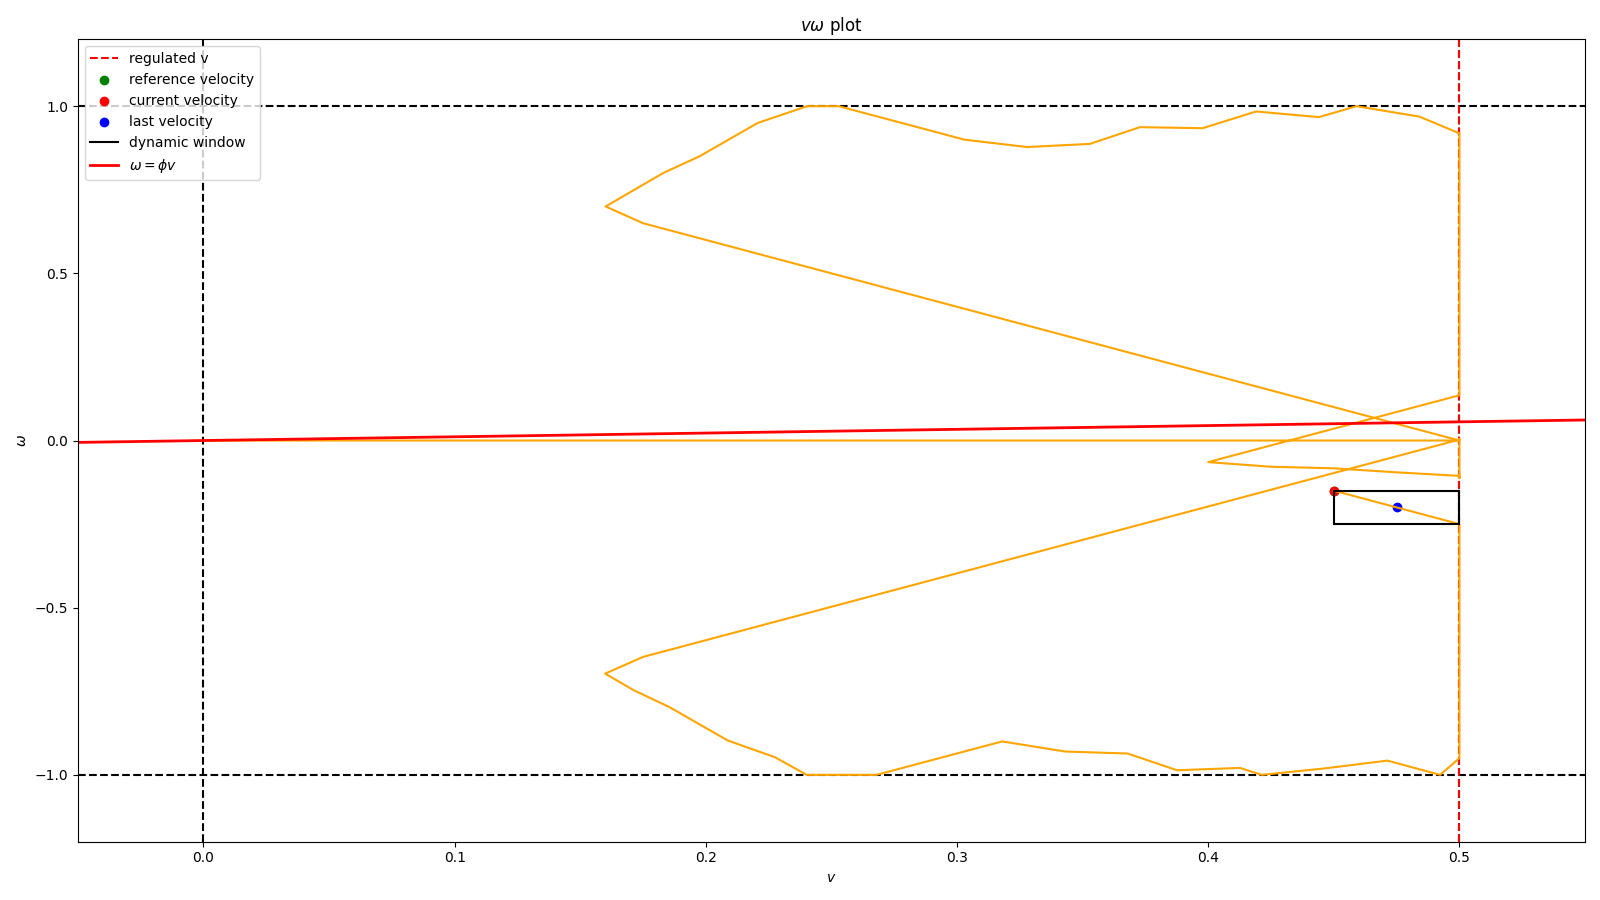 vω plot
regulated v
reference velocity
current velocity
last velocity
dynamic window
ω = ϕv
1.0
0.5
0.0
−0.5
−1.0
ω
0.0 0.1 0.2 0.3 0.4 0.5
v